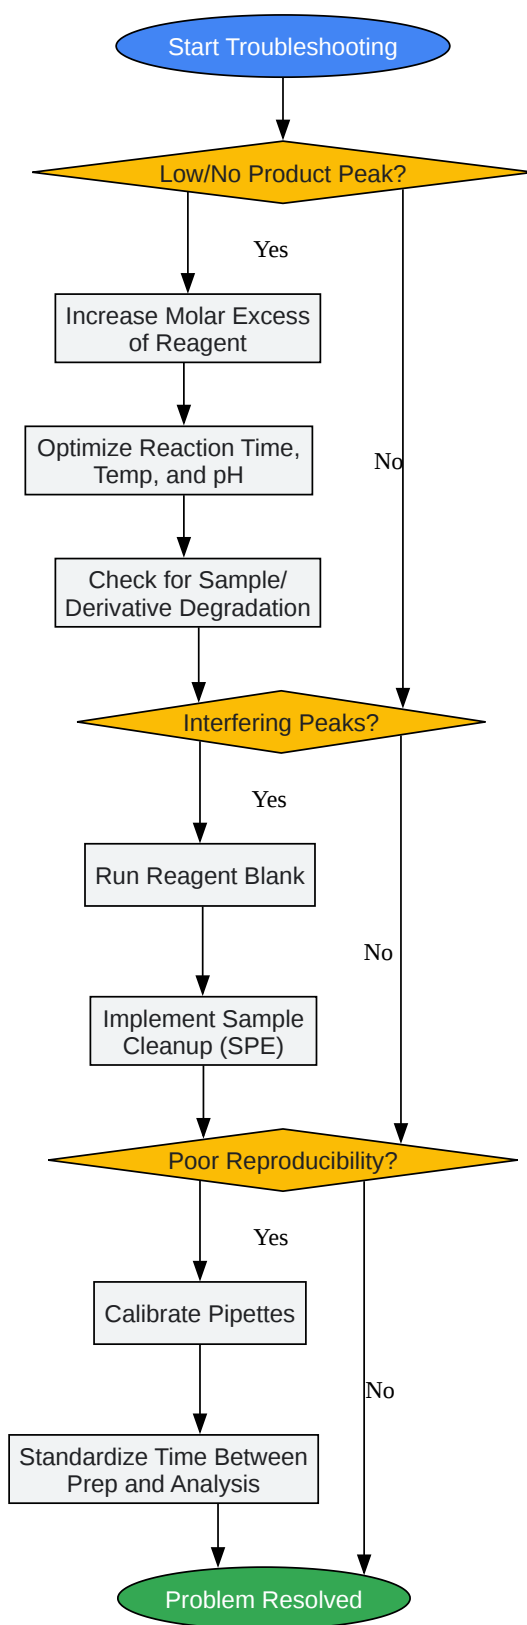 Start Troubleshooting
Low/No Product Peak?
Yes
Increase Molar Excess
of Reagent
Optimize Reaction Time,
Temp, and pH
No
Check for Sample/
Derivative Degradation
Interfering Peaks?
Yes
Run Reagent Blank
No
Implement Sample
Cleanup (SPE)
Poor Reproducibility?
Yes
Calibrate Pipettes
No
Standardize Time Between
Prep and Analysis
Problem Resolved